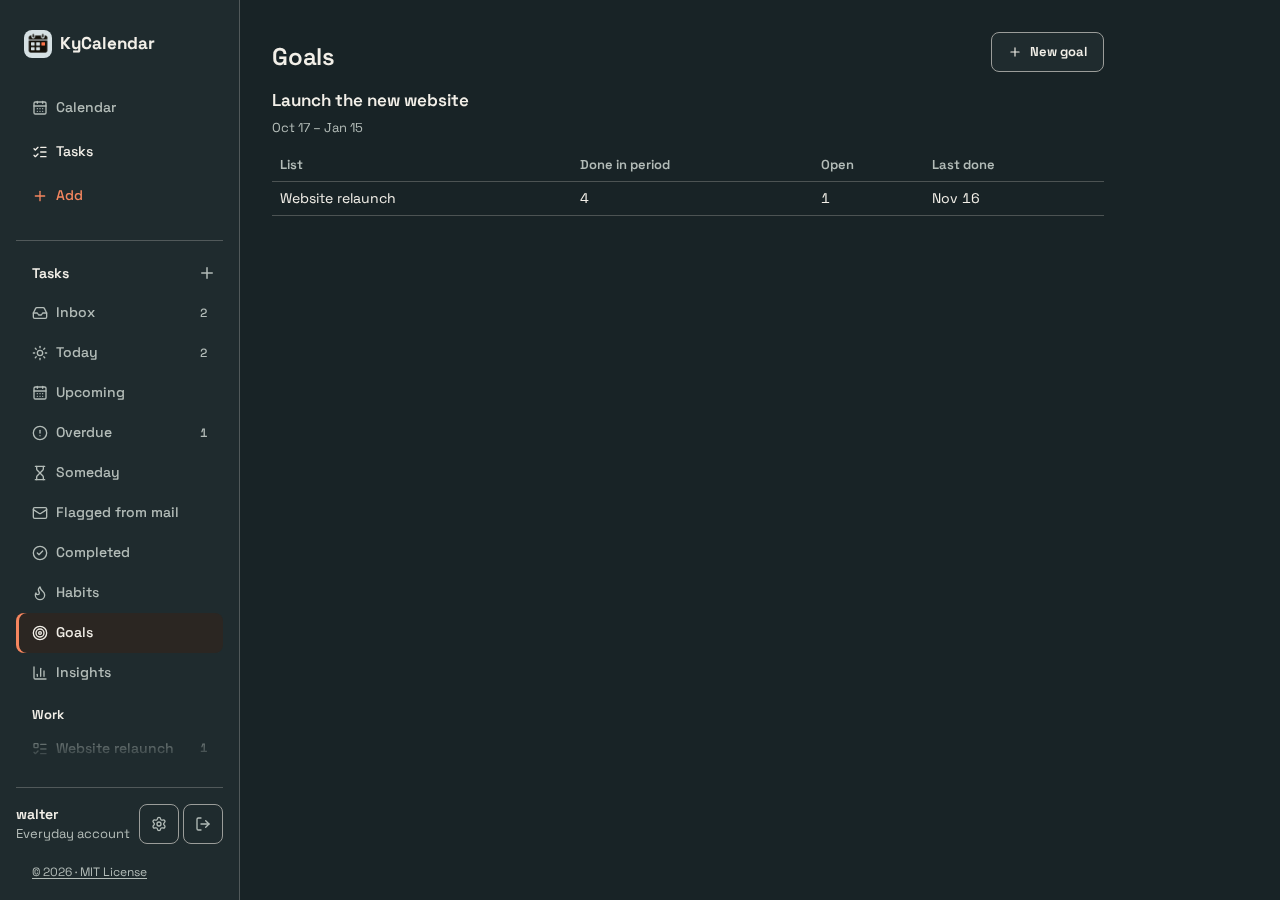 KyCalendar
Calendar
Tasks
Add
Tasks
Inbox 2
Today 2
Upcoming
Overdue 1
Someday
Flagged from mail
Completed
Habits
Goals
Insights
Work
Website relaunch 1
walter
Everyday account
© 2026 · MIT License
Goals
New goal
Launch the new website
Oct 17 – Jan 15
List Done in period Open Last done
Website relaunch 4 1 Nov 16